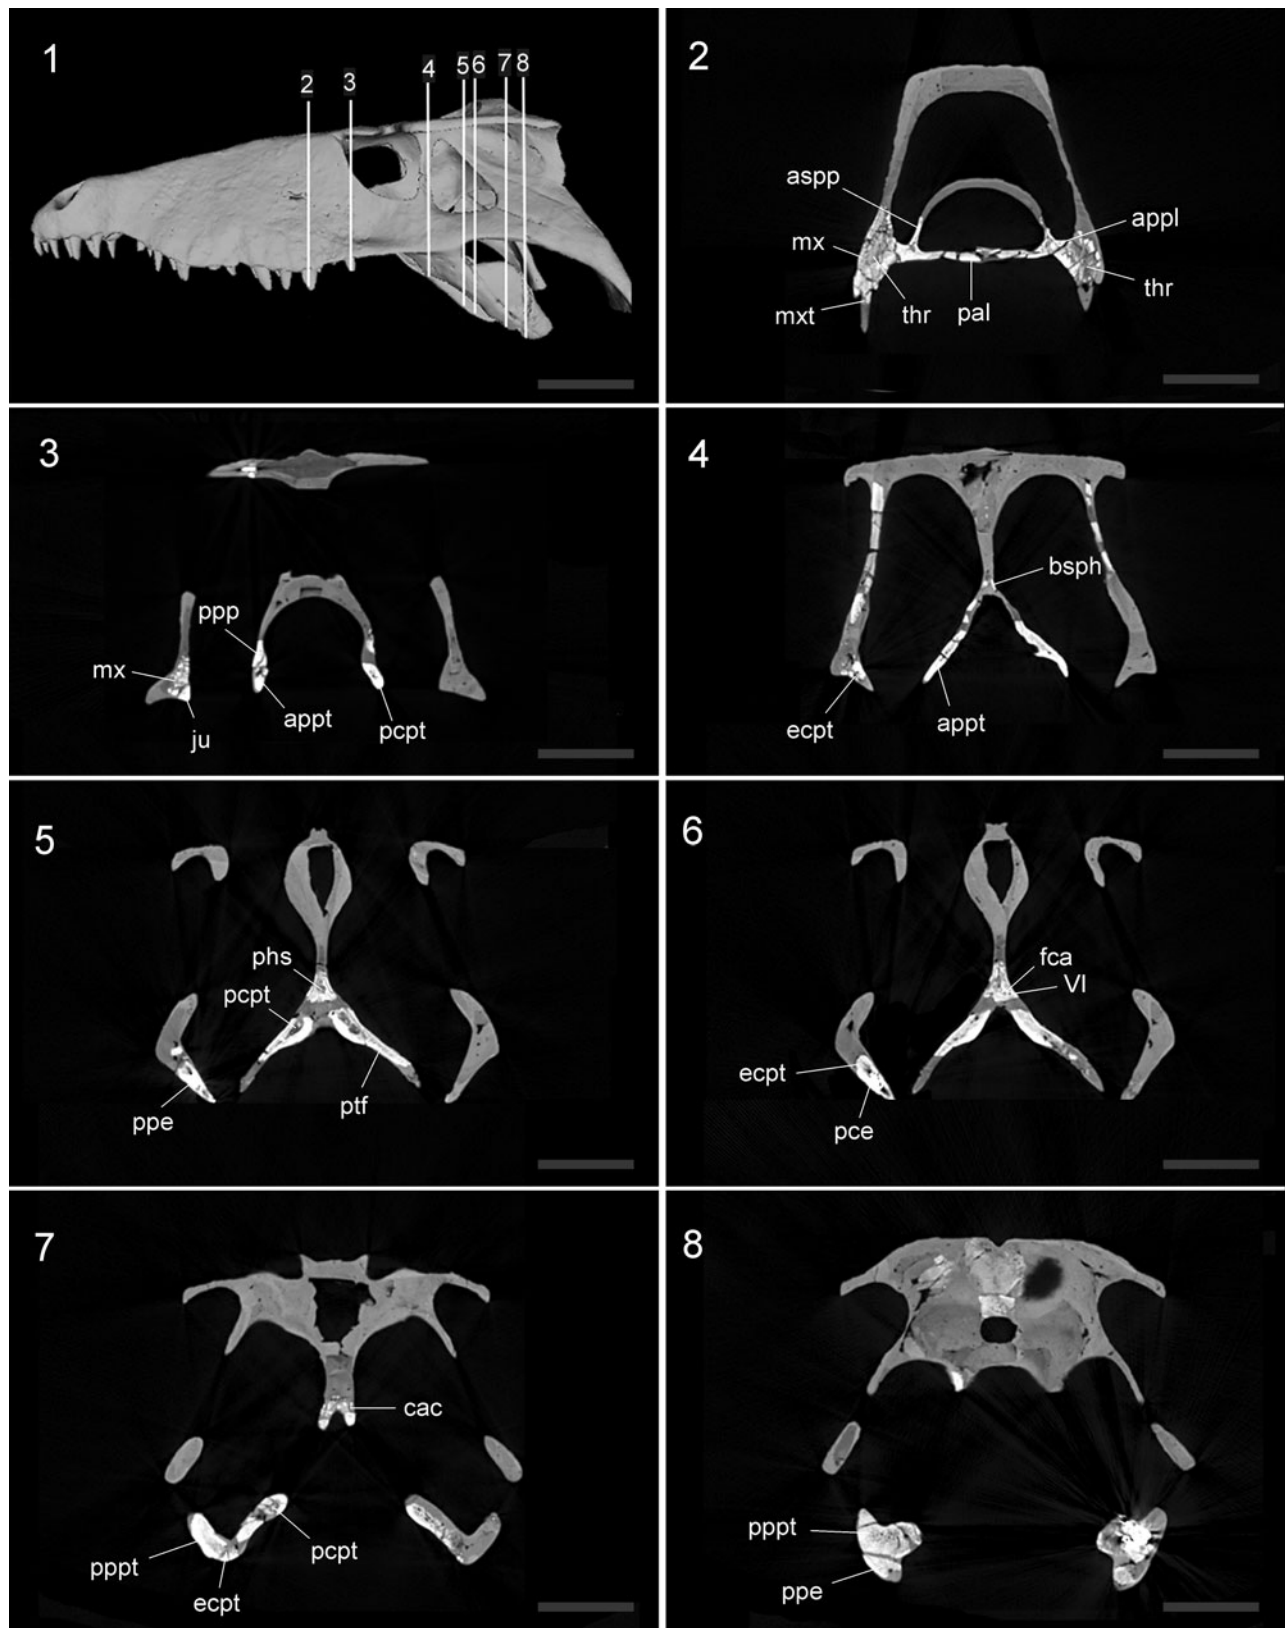 1
2
3
4
5
6
7
8
2
aspp
appl
mx
thr
mxt
thr
pal
3
ppp
mx
appt
pcpt
ju
4
bsph
ecpt
appt
5
phs
pcpt
ppe
ptf
6
fca
VI
ecpt
pce
7
cac
pcpt
pppt
ecpt
8
pppt
ppe